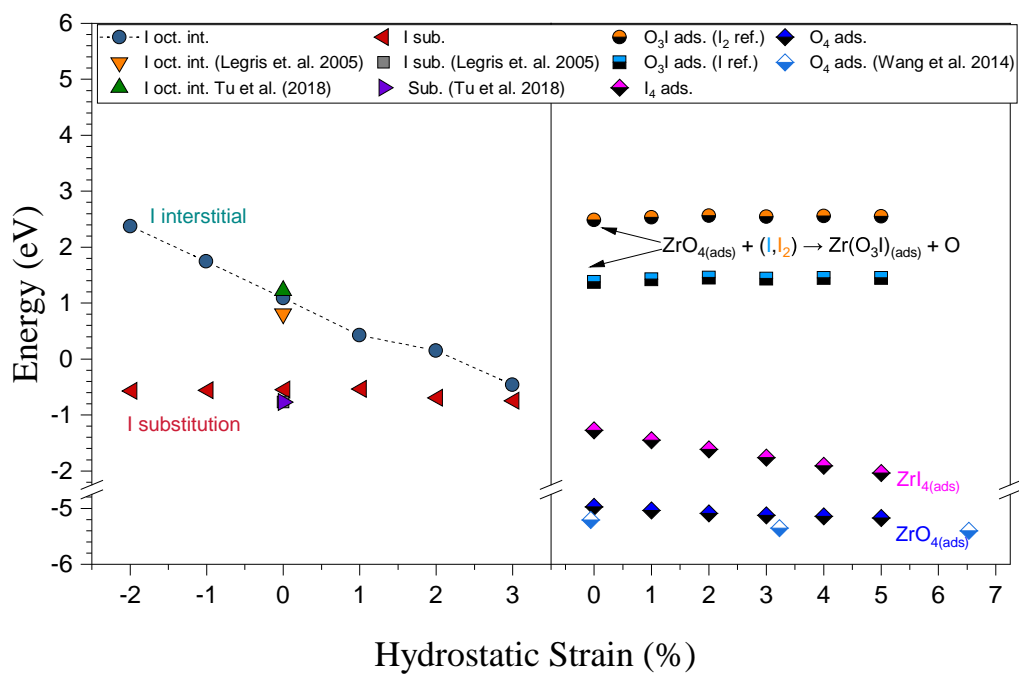 I oct. int.
I sub.
O₃I ads. (I₂ ref.)
O₄ ads.
I oct. int. (Legris et. al. 2005)
I sub. (Legris et. al. 2005)
O₃I ads. (I ref.)
O₄ ads. (Wang et al. 2014)
I oct. int. Tu et al. (2018)
Sub. (Tu et al. 2018)
I₄ ads.
6
5
4
3
2
1
0
-1
-2
-5
-6
Energy (eV)
I interstitial
I substitution
ZrO₄₍ads₎ + (I,I₂) → Zr(O₃I)₍ads₎ + O
ZrI₄₍ads₎
ZrO₄₍ads₎
-2 -1 0 1 2 3 0 1 2 3 4 5 6 7
Hydrostatic Strain (%)